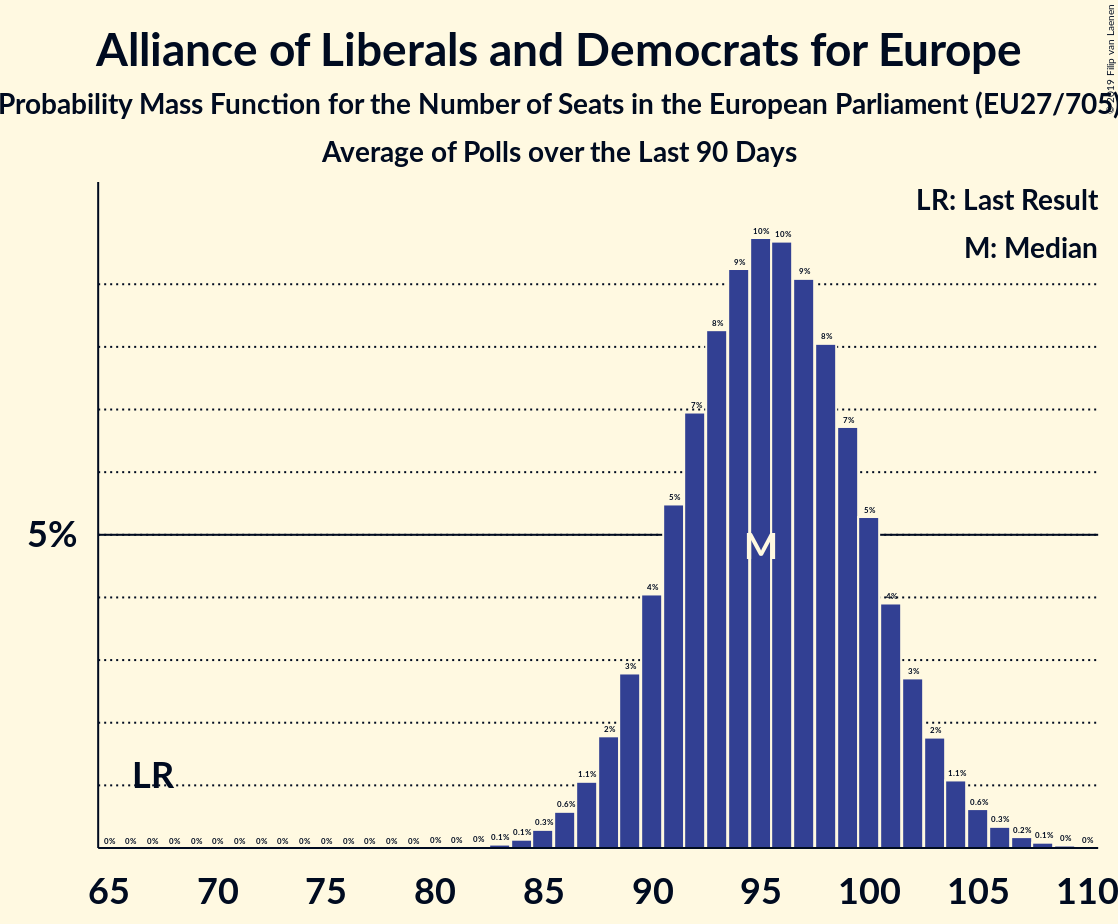 Alliance of Liberals and Democrats for Europe
Probability Mass Function for the Number of Seats in the European Parliament (EU27/705)
Average of Polls over the Last 90 Days
© 2019 Filip van Laenen
LR: Last Result
M: Median
5%
LR
M
0% 0% 0% 0% 0% 0% 0% 0% 0% 0% 0% 0% 0% 0% 0% 0% 0% 0% 0.1% 0.1% 0.3% 0.6% 1.1% 2% 3% 4% 5% 7% 8% 9% 10% 10% 9% 8% 7% 5% 4% 3% 2% 1.1% 0.6% 0.3% 0.2% 0.1% 0% 0%
65 70 75 80 85 90 95 100 105 110